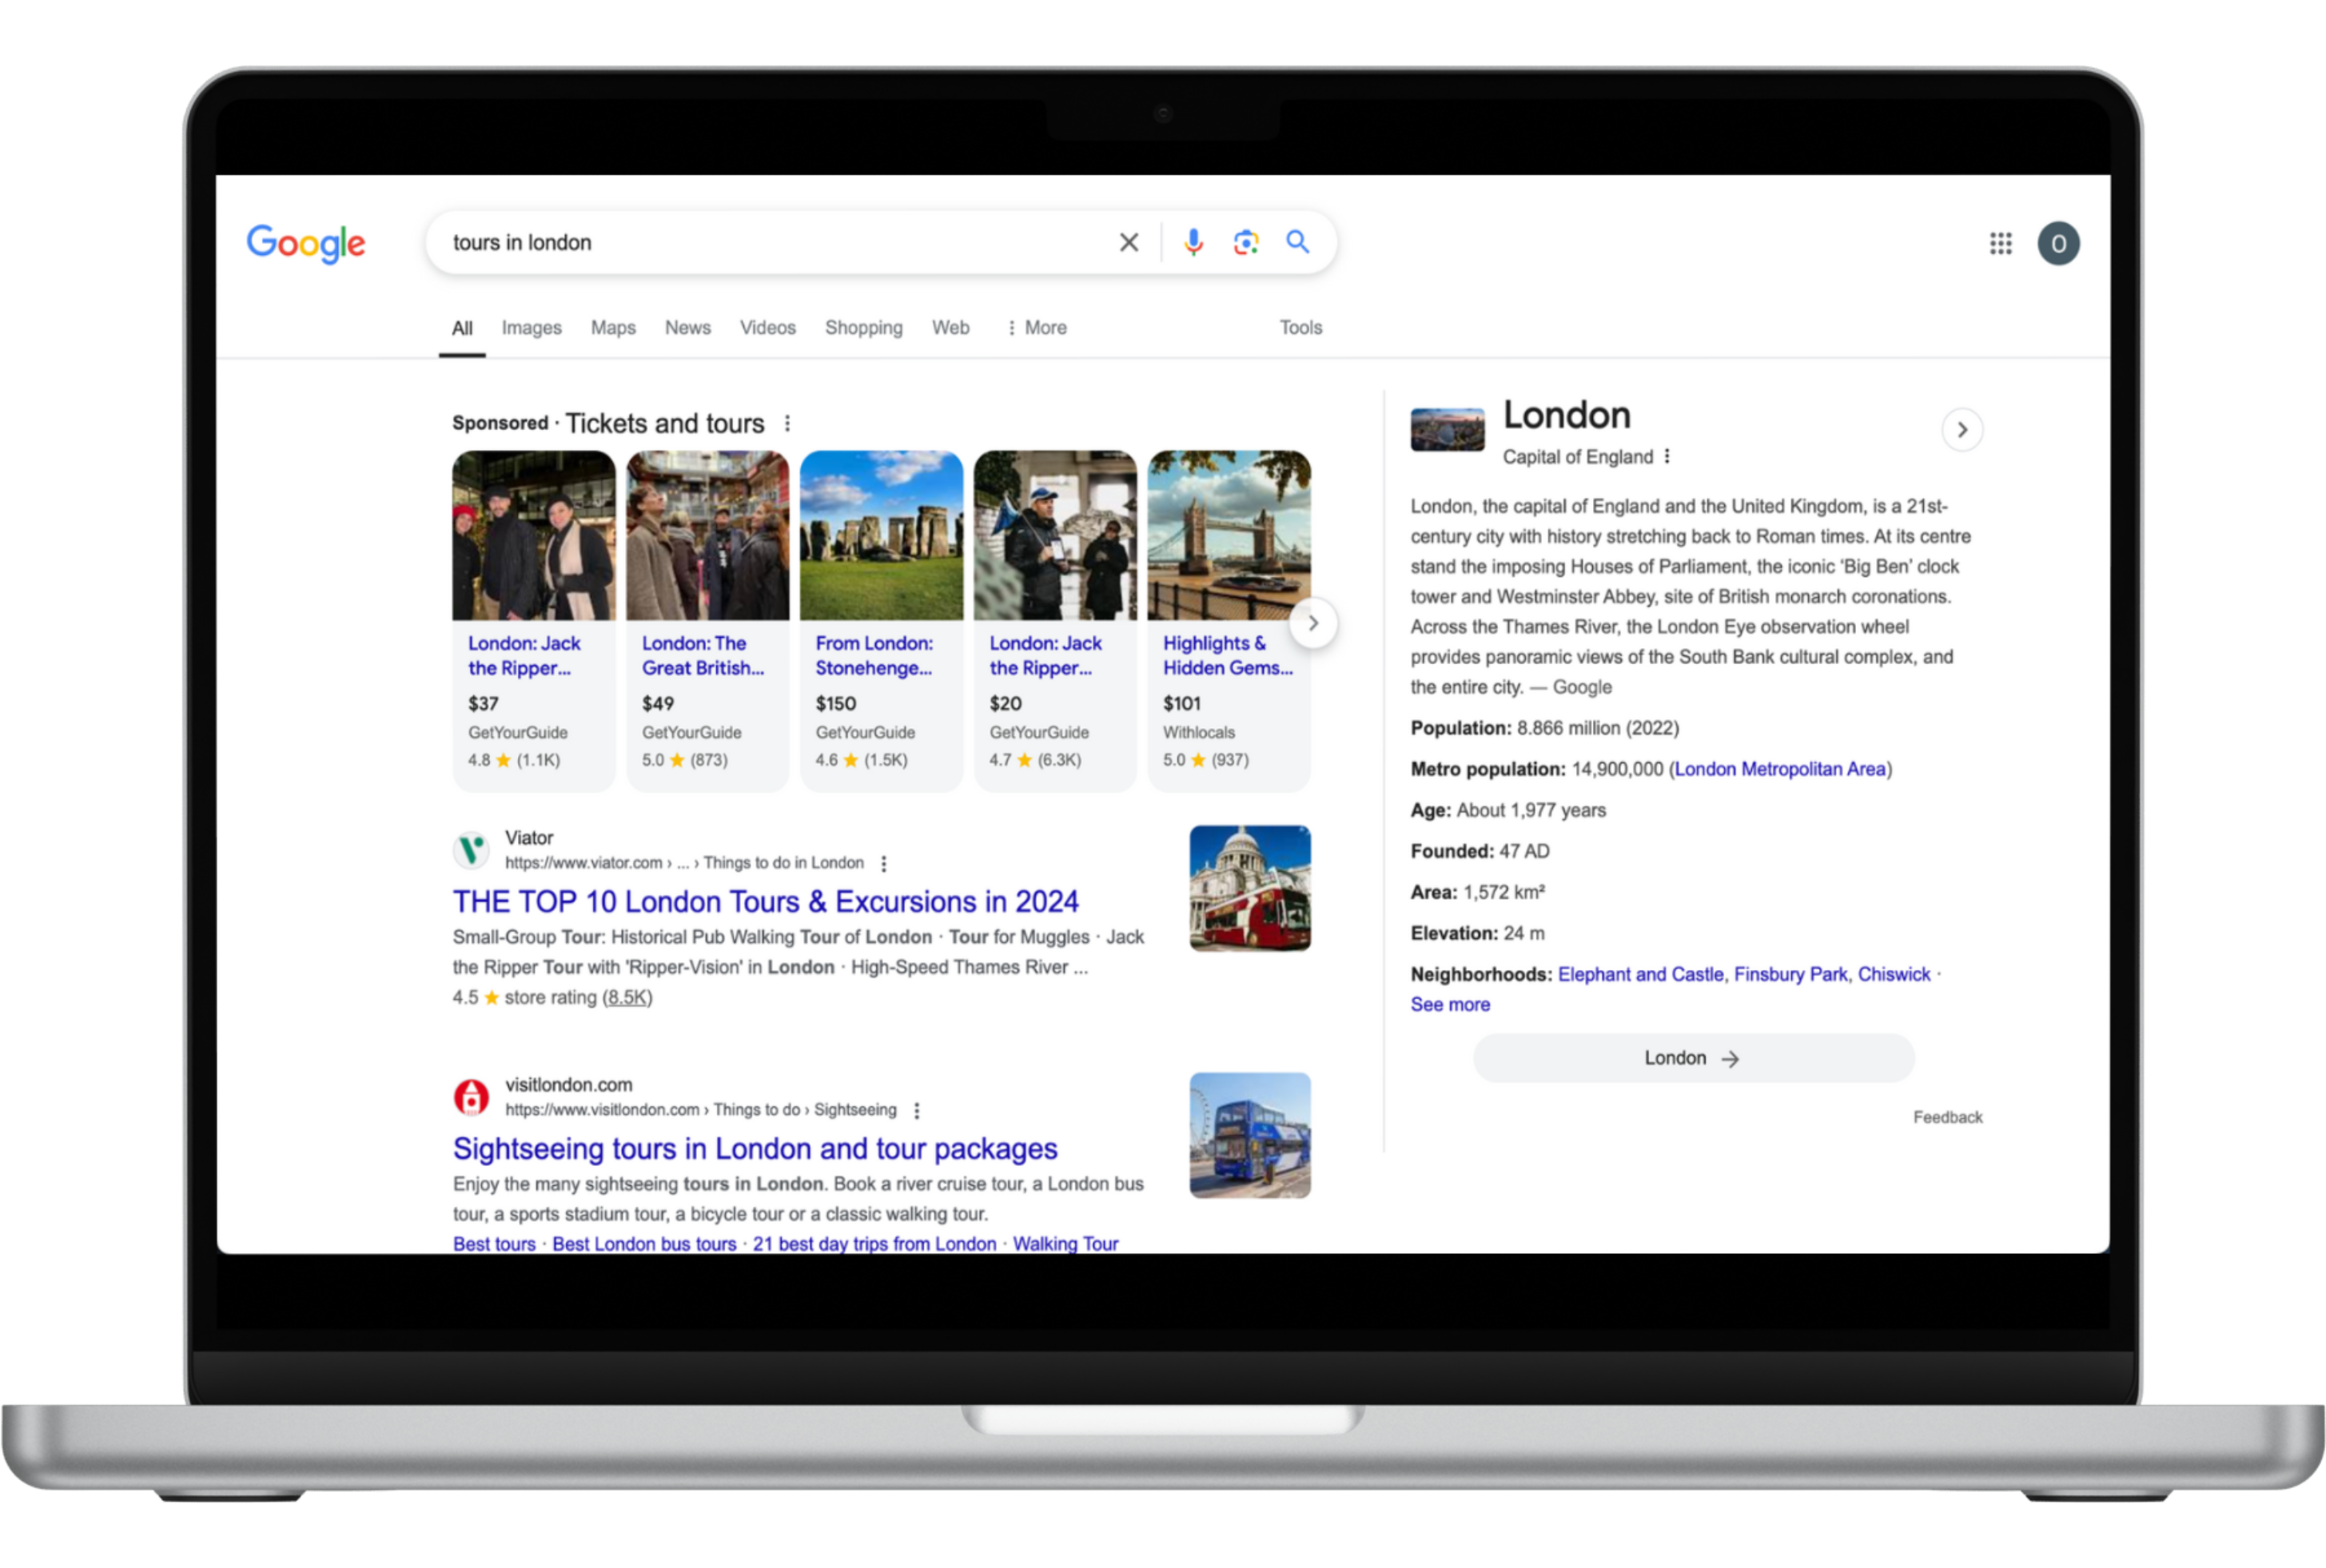 Google
tours in london
O
All Images Maps News Videos Shopping Web More Tools
Sponsored · Tickets and tours
London: Jack
the Ripper...
$37
GetYourGuide
4.8 ★ (1.1K)
London: The
Great British...
$49
GetYourGuide
5.0 ★ (873)
From London:
Stonehenge...
$150
GetYourGuide
4.6 ★ (1.5K)
London: Jack
the Ripper...
$20
GetYourGuide
4.7 ★ (6.3K)
Highlights &
Hidden Gems...
$101
Withlocals
5.0 ★ (937)
Viator
https://www.viator.com › ... › Things to do in London
THE TOP 10 London Tours & Excursions in 2024
Small-Group Tour: Historical Pub Walking Tour of London · Tour for Muggles · Jack
the Ripper Tour with 'Ripper-Vision' in London · High-Speed Thames River ...
4.5 ★ store rating (8.5K)
visitlondon.com
https://www.visitlondon.com › Things to do › Sightseeing
Sightseeing tours in London and tour packages
Enjoy the many sightseeing tours in London. Book a river cruise tour, a London bus
tour, a sports stadium tour, a bicycle tour or a classic walking tour.
Best tours · Best London bus tours · 21 best day trips from London · Walking Tour
London
Capital of England
London, the capital of England and the United Kingdom, is a 21st-
century city with history stretching back to Roman times. At its centre
stand the imposing Houses of Parliament, the iconic ‘Big Ben’ clock
tower and Westminster Abbey, site of British monarch coronations.
Across the Thames River, the London Eye observation wheel
provides panoramic views of the South Bank cultural complex, and
the entire city. — Google
Population: 8.866 million (2022)
Metro population: 14,900,000 (London Metropolitan Area)
Age: About 1,977 years
Founded: 47 AD
Area: 1,572 km²
Elevation: 24 m
Neighborhoods: Elephant and Castle, Finsbury Park, Chiswick ·
See more
London →
Feedback